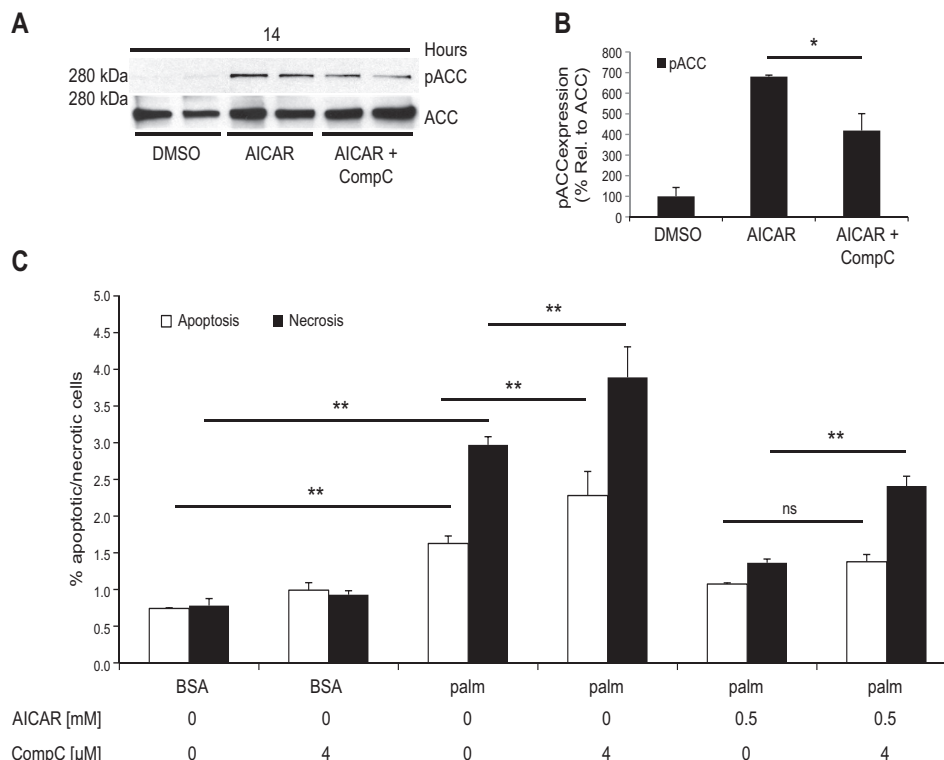 A
14
Hours
280 kDa
pACC
280 kDa
ACC
DMSO AICAR AICAR + CompC
B
pACCexpression (% Rel. to ACC)
800
700
600
500
400
300
200
100
0
pACC
*
DMSO AICAR AICAR + CompC
C
% apoptotic/necrotic cells
5.0
4.5
4.0
3.5
3.0
2.5
2.0
1.5
1.0
0.5
0.0
Apoptosis Necrosis
**
**
**
**
**
ns
BSA BSA palm palm palm palm
AICAR [mM] 0 0 0 0 0.5 0.5
CompC [µM] 0 4 0 4 0 4